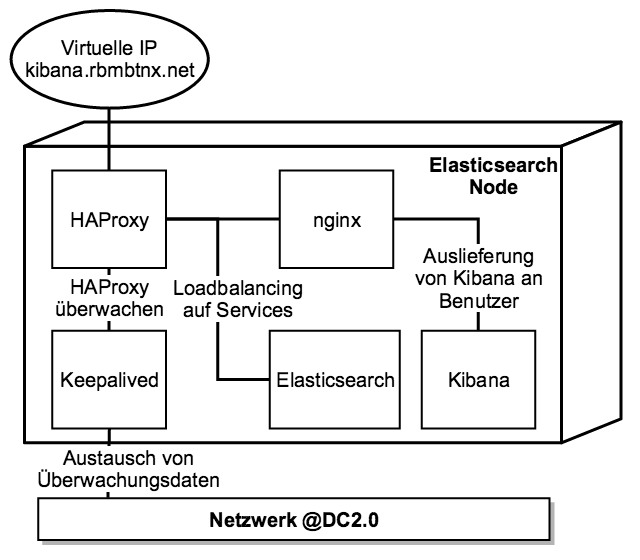 Virtuelle IP
kibana.rbmbtnx.net
Elasticsearch
Node
HAProxy
nginx
HAProxy
überwachen
Loadbalancing
auf Services
Auslieferung
von Kibana an
Benutzer
Keepalived
Elasticsearch
Kibana
Austausch von
Überwachungsdaten
Netzwerk @DC2.0